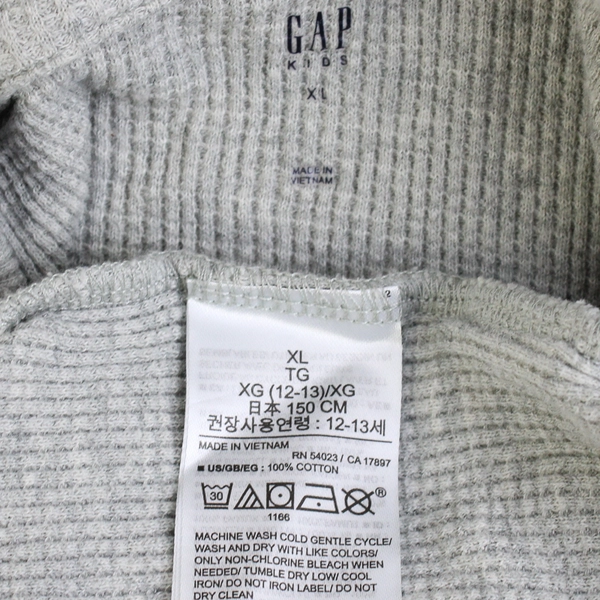 GAP
KIDS
XL
MADE IN
VIETNAM
2
XL
TG
XG (12-13)/XG
日本 150 CM
권장사용연령 : 12-13세
MADE IN VIETNAM
RN 54023 / CA 17897
■ US/GB/EG : 100% COTTON
30
®
1166
MACHINE WASH COLD GENTLE CYCLE/
WASH AND DRY WITH LIKE COLORS/
ONLY NON-CHLORINE BLEACH WHEN
NEEDED/ TUMBLE DRY LOW/ COOL
IRON/ DO NOT IRON LABEL/ DO NOT
DRY CLEAN